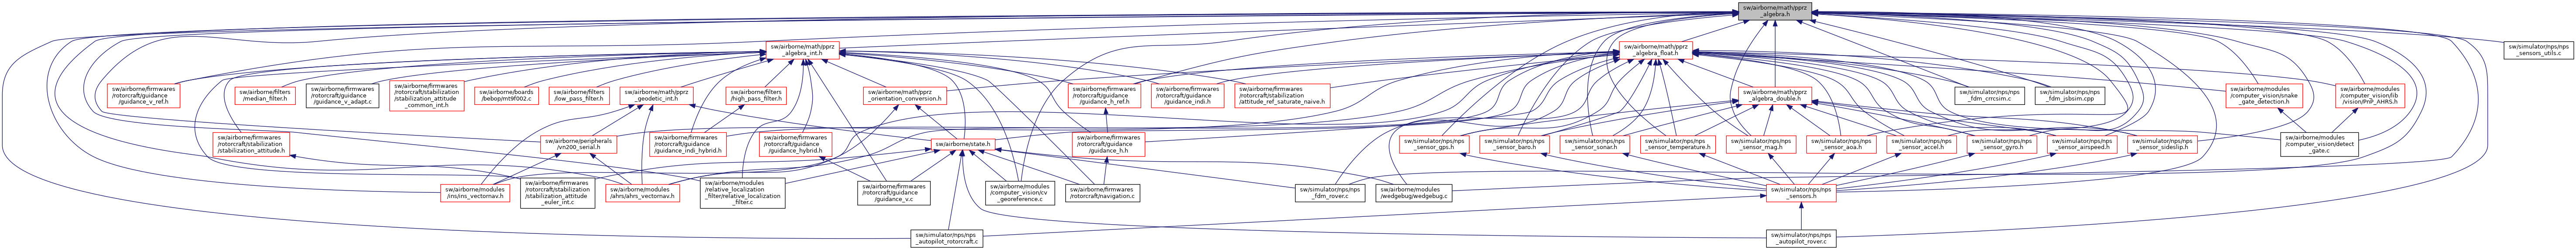 sw/airborne/math/pprz
_algebra.h
sw/airborne/math/pprz
_algebra_int.h
sw/airborne/math/pprz
_algebra_float.h
sw/simulator/nps/nps
_sensors_utils.c
sw/airborne/firmwares
/rotorcraft/guidance
/guidance_v_ref.h
sw/airborne/filters
/median_filter.h
sw/airborne/firmwares
/rotorcraft/guidance
/guidance_v_adapt.c
sw/airborne/firmwares
/rotorcraft/stabilization
/stabilization_attitude
_common_int.h
sw/airborne/boards
/bebop/mt9f002.c
sw/airborne/filters
/low_pass_filter.h
sw/airborne/math/pprz
_geodetic_int.h
sw/airborne/filters
/high_pass_filter.h
sw/airborne/math/pprz
_orientation_conversion.h
sw/airborne/firmwares
/rotorcraft/guidance
/guidance_h_ref.h
sw/airborne/firmwares
/rotorcraft/guidance
/guidance_indi.h
sw/airborne/firmwares
/rotorcraft/stabilization
/attitude_ref_saturate_naive.h
sw/airborne/math/pprz
_algebra_double.h
sw/simulator/nps/nps
_fdm_crrcsim.c
sw/simulator/nps/nps
_fdm_jsbsim.cpp
sw/airborne/modules
/computer_vision/snake
_gate_detection.h
sw/airborne/modules
/computer_vision/lib
/vision/PnP_AHRS.h
sw/airborne/firmwares
/rotorcraft/stabilization
/stabilization_attitude.h
sw/airborne/peripherals
/vn200_serial.h
sw/airborne/firmwares
/rotorcraft/guidance
/guidance_indi_hybrid.h
sw/airborne/firmwares
/rotorcraft/guidance
/guidance_hybrid.h
sw/airborne/state.h
sw/airborne/firmwares
/rotorcraft/guidance
/guidance_h.h
sw/simulator/nps/nps
_sensor_gps.h
sw/simulator/nps/nps
_sensor_baro.h
sw/simulator/nps/nps
_sensor_sonar.h
sw/simulator/nps/nps
_sensor_temperature.h
sw/simulator/nps/nps
_sensor_mag.h
sw/simulator/nps/nps
_sensor_aoa.h
sw/simulator/nps/nps
_sensor_accel.h
sw/simulator/nps/nps
_sensor_gyro.h
sw/simulator/nps/nps
_sensor_airspeed.h
sw/simulator/nps/nps
_sensor_sideslip.h
sw/airborne/modules
/computer_vision/detect
_gate.c
sw/airborne/modules
/ins/ins_vectornav.h
sw/airborne/firmwares
/rotorcraft/stabilization
/stabilization_attitude
_euler_int.c
sw/airborne/modules
/ahrs/ahrs_vectornav.h
sw/airborne/modules
/relative_localization
_filter/relative_localization
_filter.c
sw/airborne/firmwares
/rotorcraft/guidance
/guidance_v.c
sw/airborne/modules
/computer_vision/cv
_georeference.c
sw/airborne/firmwares
/rotorcraft/navigation.c
sw/simulator/nps/nps
_fdm_rover.c
sw/airborne/modules
/wedgebug/wedgebug.c
sw/simulator/nps/nps
_sensors.h
sw/simulator/nps/nps
_autopilot_rotorcraft.c
sw/simulator/nps/nps
_autopilot_rover.c